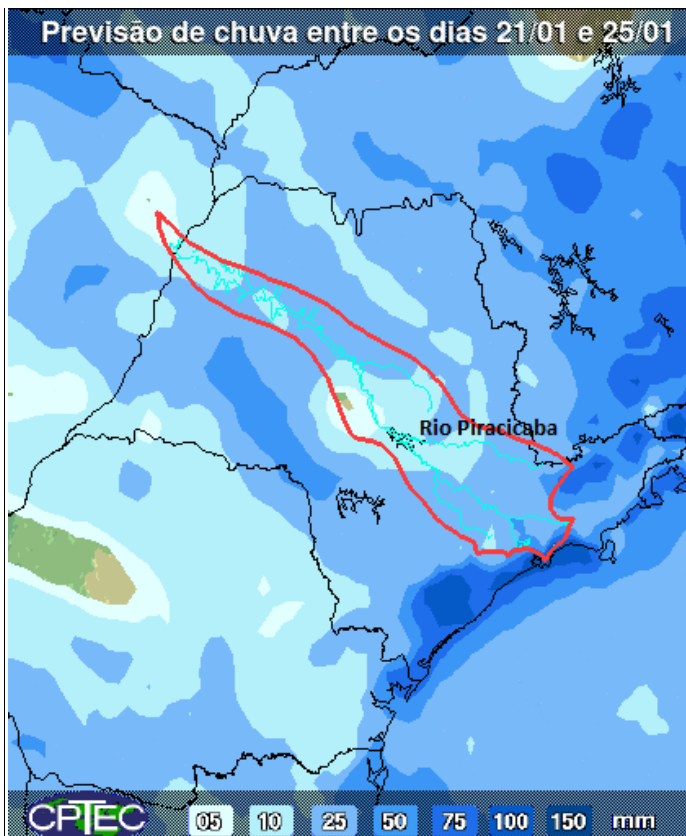 Previsão de chuva entre os dias 21/01 e 25/01
Rio Piracicaba
CPTEC 05 10 25 50 75 100 150 mm